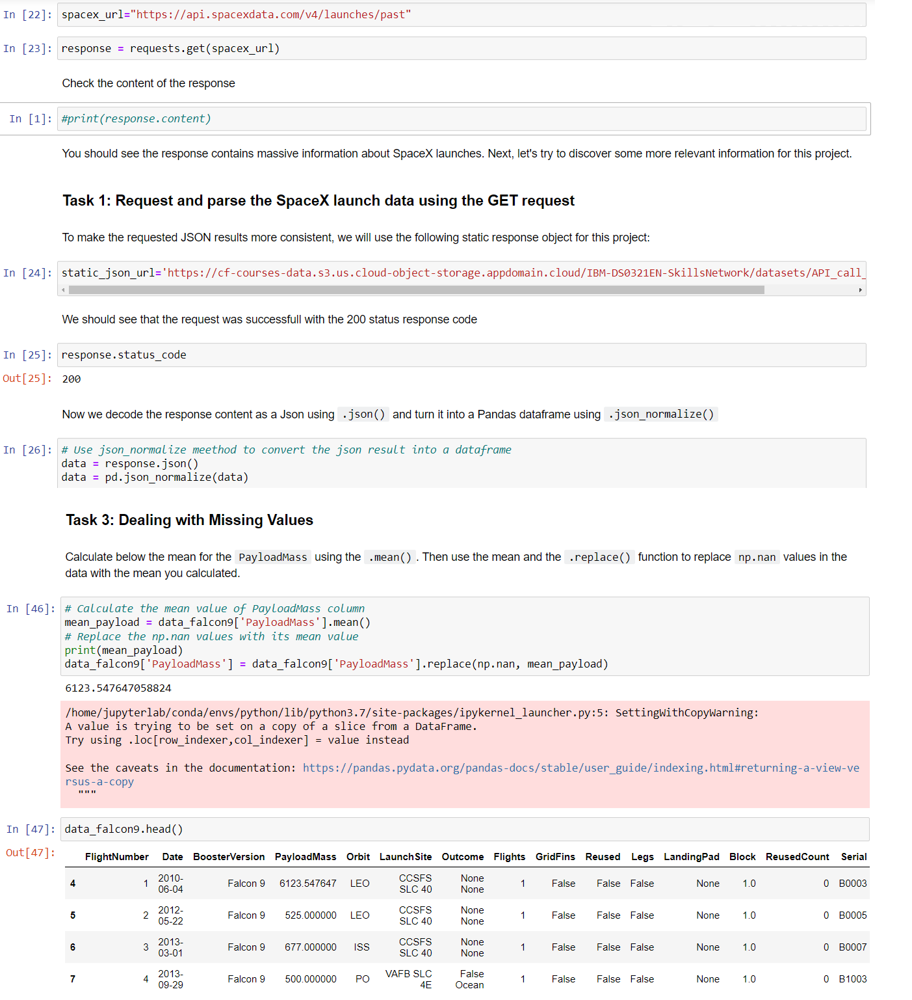 In [22]: spacex_url="https://api.spacexdata.com/v4/launches/past"
In [23]: response = requests.get(spacex_url)
Check the content of the response
In [1]: #print(response.content)
You should see the response contains massive information about SpaceX launches. Next, let's try to discover some more relevant information for this project.
Task 1: Request and parse the SpaceX launch data using the GET request
To make the requested JSON results more consistent, we will use the following static response object for this project:
In [24]: static_json_url='https://cf-courses-data.s3.us.cloud-object-storage.appdomain.cloud/IBM-DS0321EN-SkillsNetwork/datasets/API_call_
We should see that the request was successfull with the 200 status response code
In [25]: response.status_code
Out[25]: 200
Now we decode the response content as a Json using .json() and turn it into a Pandas dataframe using .json_normalize()
In [26]: # Use json_normalize meethod to convert the json result into a dataframe
data = response.json()
data = pd.json_normalize(data)
Task 3: Dealing with Missing Values
Calculate below the mean for the PayloadMass using the .mean() . Then use the mean and the .replace() function to replace np.nan values in the
data with the mean you calculated.
In [46]: # Calculate the mean value of PayloadMass column
mean_payload = data_falcon9['PayloadMass'].mean()
# Replace the np.nan values with its mean value
print(mean_payload)
data_falcon9['PayloadMass'] = data_falcon9['PayloadMass'].replace(np.nan, mean_payload)
6123.547647058824
/home/jupyterlab/conda/envs/python/lib/python3.7/site-packages/ipykernel_launcher.py:5: SettingWithCopyWarning:
A value is trying to be set on a copy of a slice from a DataFrame.
Try using .loc[row_indexer,col_indexer] = value instead
See the caveats in the documentation: https://pandas.pydata.org/pandas-docs/stable/user_guide/indexing.html#returning-a-view-ve
rsus-a-copy
"""
In [47]: data_falcon9.head()
Out[47]:
FlightNumber Date BoosterVersion PayloadMass Orbit LaunchSite Outcome Flights GridFins Reused Legs LandingPad Block ReusedCount Serial
4 1 2010-06-04 Falcon 9 6123.547647 LEO CCSFS SLC 40 None None 1 False False False None 1.0 0 B0003
5 2 2012-05-22 Falcon 9 525.000000 LEO CCSFS SLC 40 None None 1 False False False None 1.0 0 B0005
6 3 2013-03-01 Falcon 9 677.000000 ISS CCSFS SLC 40 None None 1 False False False None 1.0 0 B0007
7 4 2013-09-29 Falcon 9 500.000000 PO VAFB SLC 4E False Ocean 1 False False False None 1.0 0 B1003